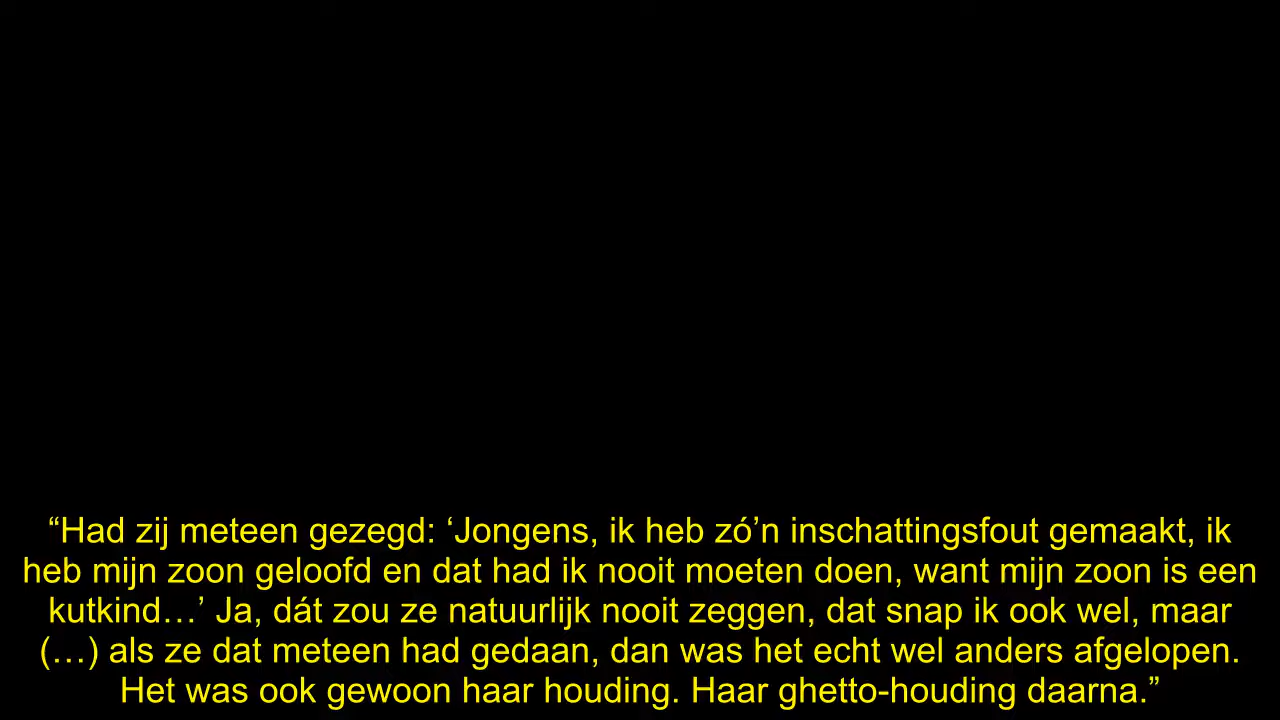 “Had zij meteen gezegd: ‘Jongens, ik heb zó’n inschattingsfout gemaakt, ik
heb mijn zoon geloofd en dat had ik nooit moeten doen, want mijn zoon is een
kutkind…’ Ja, dát zou ze natuurlijk nooit zeggen, dat snap ik ook wel, maar
(…) als ze dat meteen had gedaan, dan was het echt wel anders afgelopen.
Het was ook gewoon haar houding. Haar ghetto-houding daarna.”